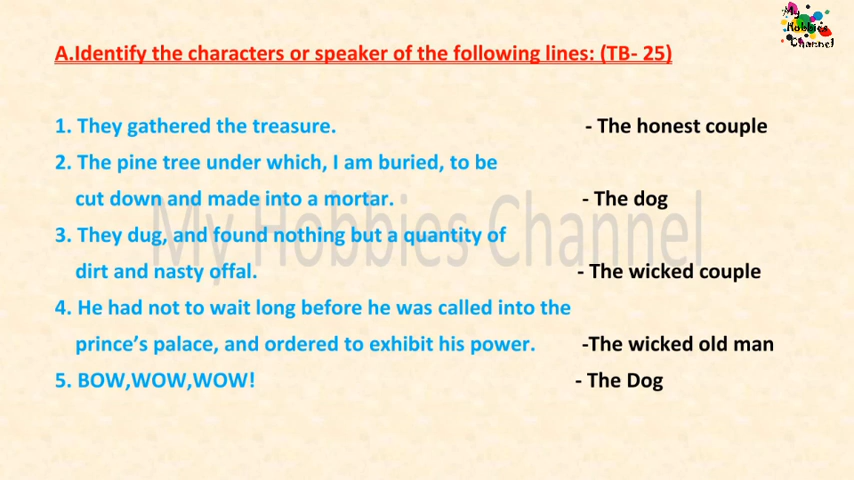 My
Hobbies
Channel
A.Identify the characters or speaker of the following lines: (TB- 25)
1. They gathered the treasure. - The honest couple
2. The pine tree under which, I am buried, to be
cut down and made into a mortar. - The dog
3. They dug, and found nothing but a quantity of
dirt and nasty offal. - The wicked couple
4. He had not to wait long before he was called into the
prince’s palace, and ordered to exhibit his power. -The wicked old man
5. BOW,WOW,WOW! - The Dog
My Hobbies Channel